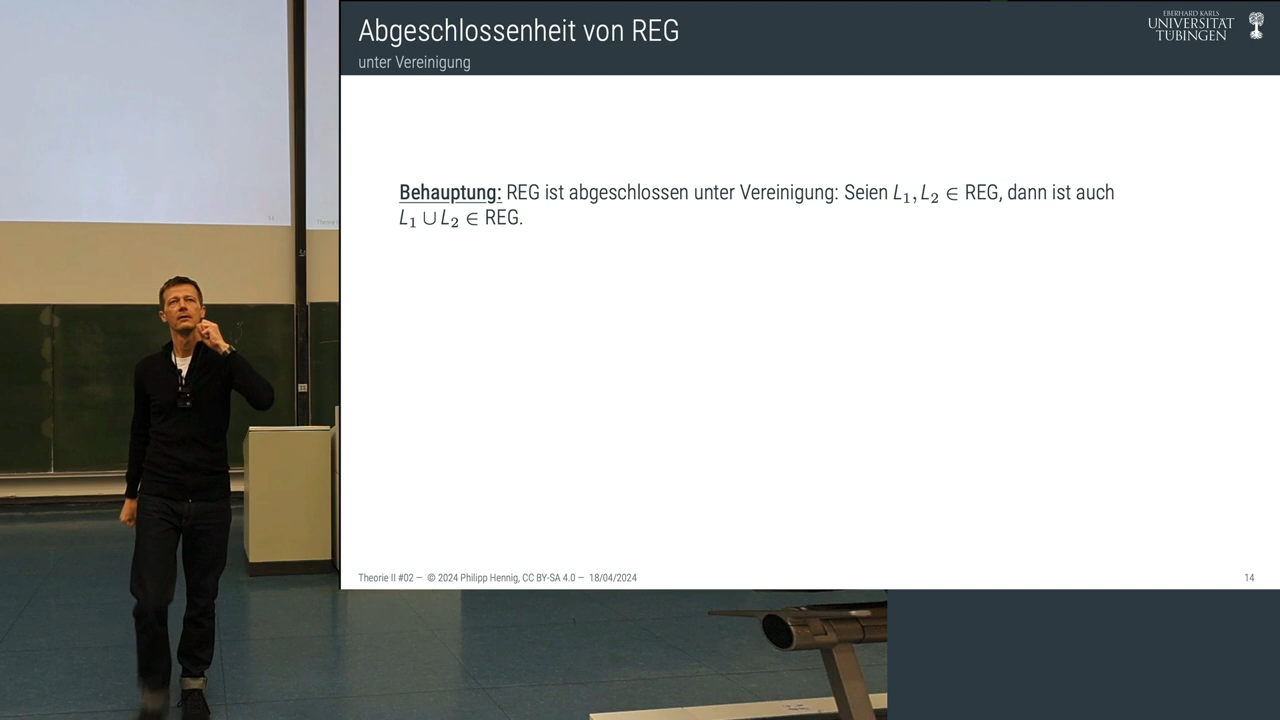 Abgeschlossenheit von REG
unter Vereinigung
EBERHARD KARLS
UNIVERSITÄT
TÜBINGEN
Behauptung: REG ist abgeschlossen unter Vereinigung: Seien L₁, L₂ ∈ REG, dann ist auch
L₁ ∪ L₂ ∈ REG.
Theorie II #02 — © 2024 Philipp Hennig, CC BY-SA 4.0 — 18/04/2024
14